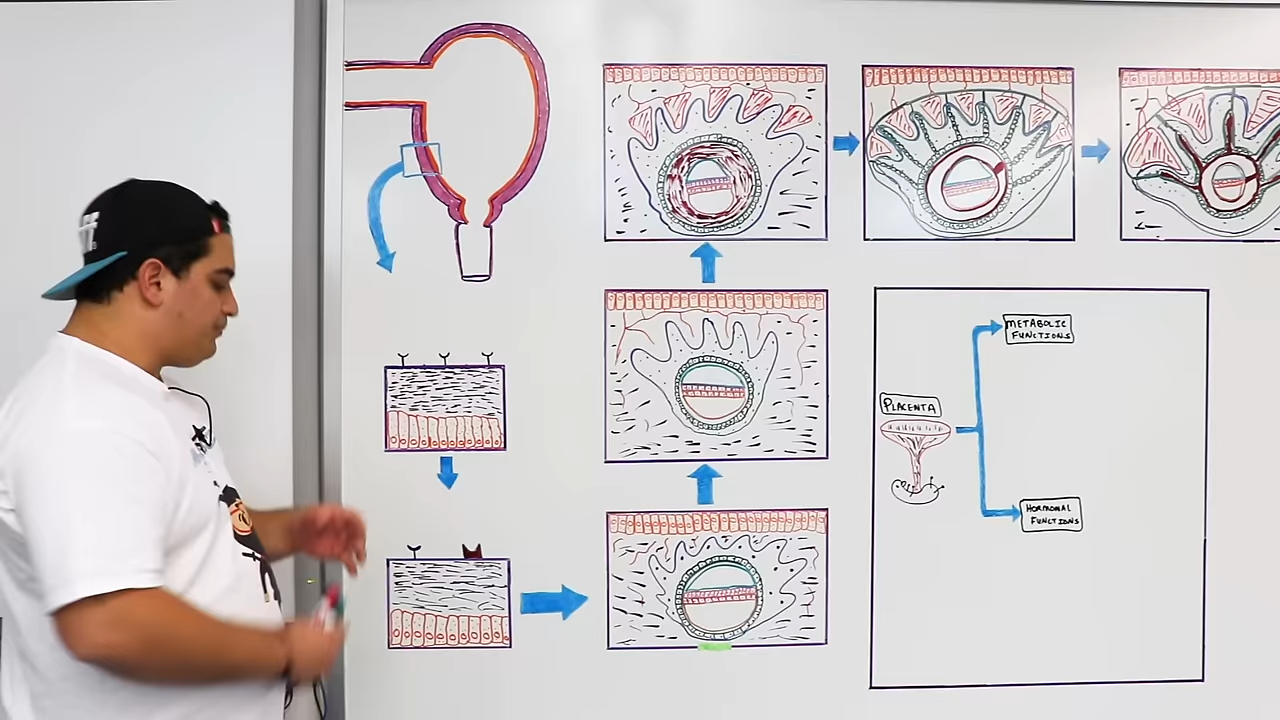 METABOLIC
FUNCTIONS
PLACENTA
HORMONAL
FUNCTIONS